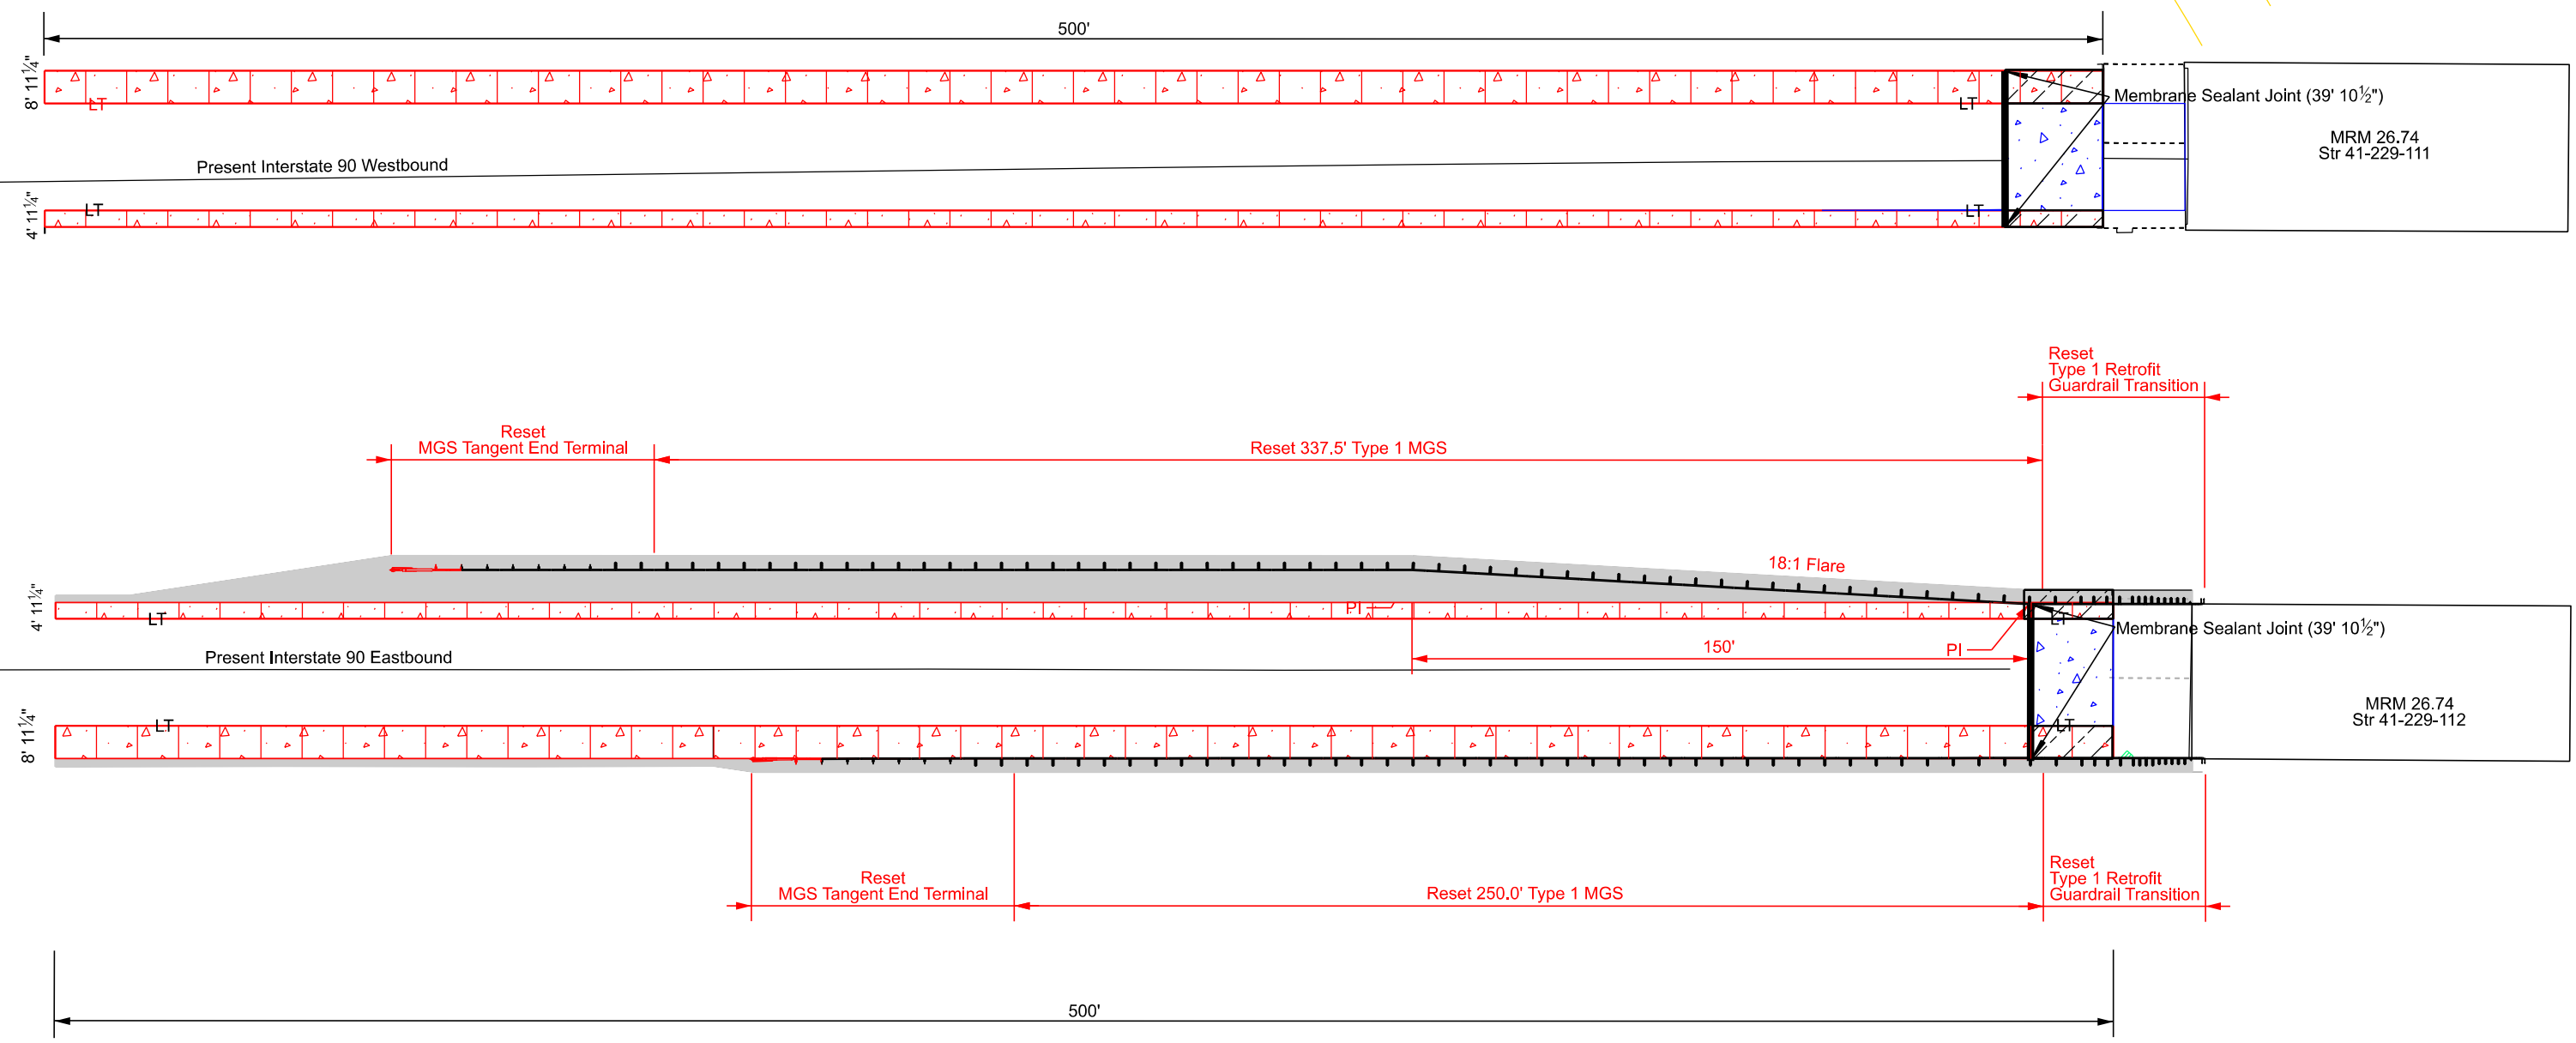 500'
8' 11¼"
LT
LT
Membrane Sealant Joint (39' 10½")
MRM 26.74
Str 41-229-111
Present Interstate 90 Westbound
4' 11¼"
LT
LT
Reset
Type 1 Retrofit
Guardrail Transition
Reset
MGS Tangent End Terminal
Reset 337.5' Type 1 MGS
18:1 Flare
4' 11¼"
LT
PI
LT
Membrane Sealant Joint (39' 10½")
150'
PI
Present Interstate 90 Eastbound
MRM 26.74
Str 41-229-112
8' 11¼"
LT
LT
Reset
MGS Tangent End Terminal
Reset 250.0' Type 1 MGS
Reset
Type 1 Retrofit
Guardrail Transition
500'